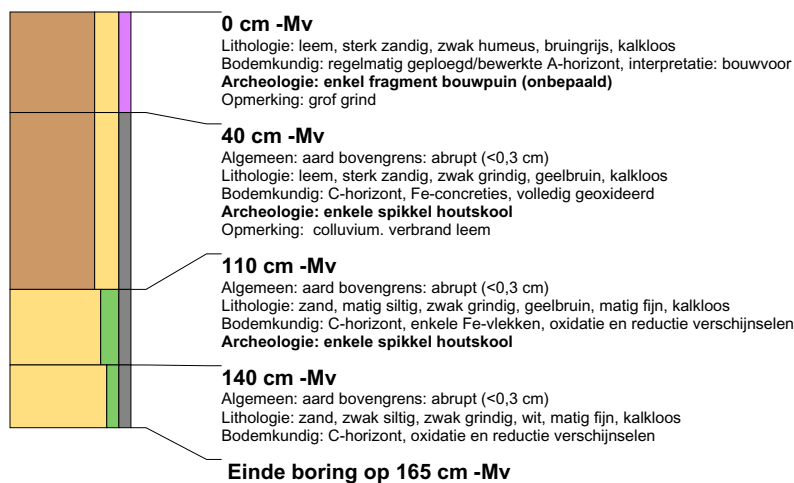 0 cm -Mv
Lithologie: leem, sterk zandig, zwak humeus, bruingrijs, kalkloos
Bodemkundig: regelmatig geploegd/bewerkte A-horizont, interpretatie: bouwvoor
Archeologie: enkel fragment bouwpuin (onbepaald)
Opmerking: grof grind
40 cm -Mv
Algemeen: aard bovengrens: abrupt (<0,3 cm)
Lithologie: leem, sterk zandig, zwak grindig, geelbruin, kalkloos
Bodemkundig: C-horizont, Fe-concreties, volledig geoxideerd
Archeologie: enkele spikkel houtskool
Opmerking: colluvium. verbrand leem
110 cm -Mv
Algemeen: aard bovengrens: abrupt (<0,3 cm)
Lithologie: zand, matig siltig, zwak grindig, geelbruin, matig fijn, kalkloos
Bodemkundig: C-horizont, enkele Fe-vlekken, oxidatie en reductie verschijnselen
Archeologie: enkele spikkel houtskool
140 cm -Mv
Algemeen: aard bovengrens: abrupt (<0,3 cm)
Lithologie: zand, zwak siltig, zwak grindig, wit, matig fijn, kalkloos
Bodemkundig: C-horizont, oxidatie en reductie verschijnselen
Einde boring op 165 cm -Mv